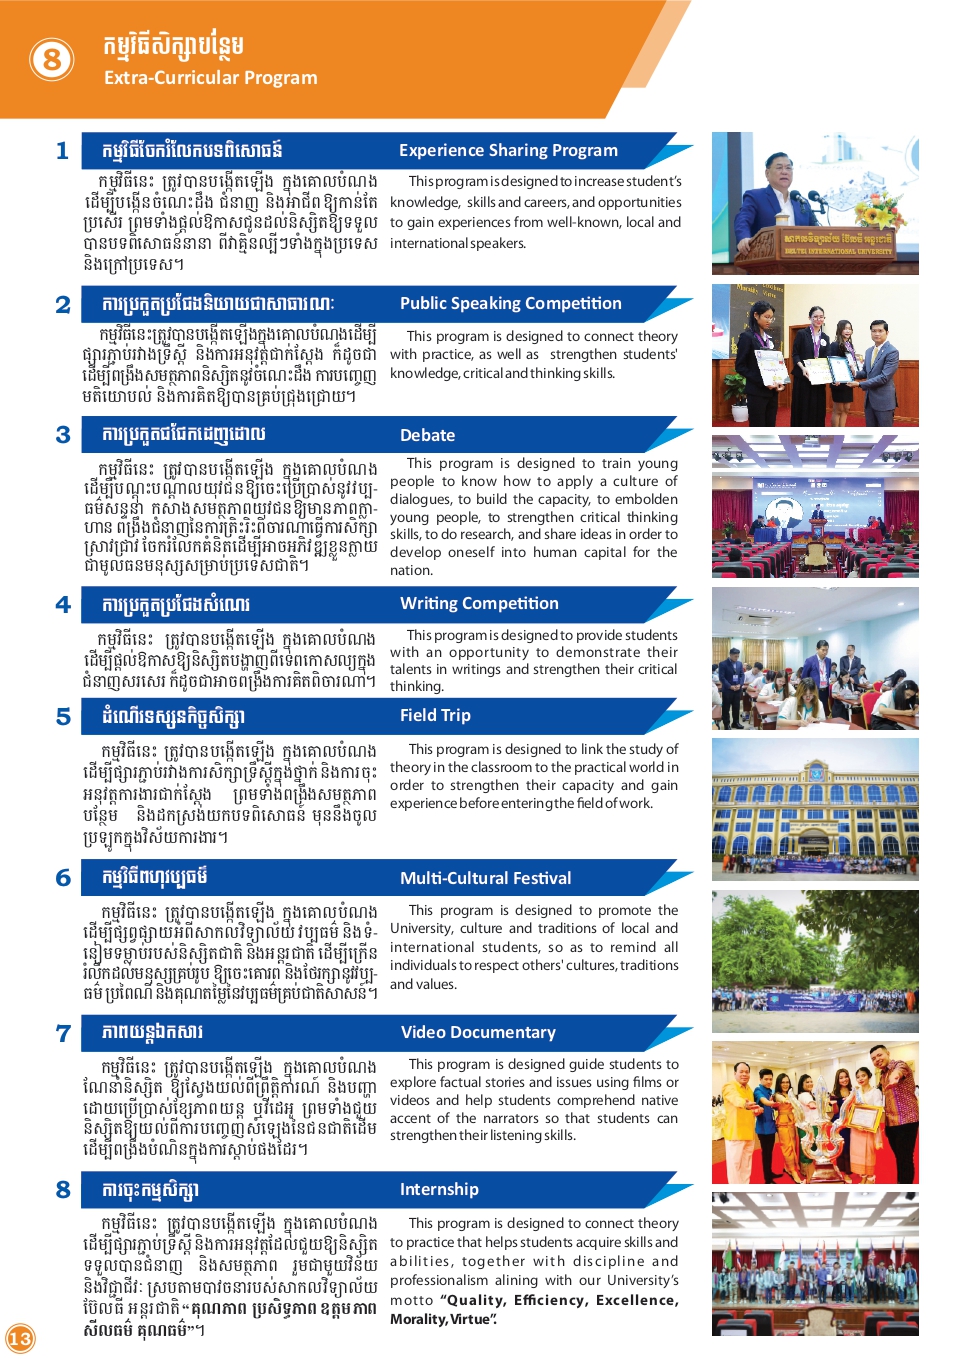 8
កម្មវិធីសិក្សាបន្ថែម
Extra-Curricular Program
1 កម្មវិធីចែករំលែកបទពិសោធន៍ Experience Sharing Program
កម្មវិធីនេះ ត្រូវបានបង្កើតឡើង ក្នុងគោលបំណង
ដើម្បីបង្កើនចំណេះដឹង ជំនាញ និងអាជីព ឱ្យកាន់តែ
ប្រសើរ ព្រមទាំងផ្តល់ឱកាសជូនដល់និស្សិតឱ្យទទួល
បានបទពិសោធន៍នានា ពីវាគ្មិនល្បីៗទាំងក្នុងប្រទេស
និងក្រៅប្រទេស។
This program is designed to increase student's
knowledge, skills and careers, and opportunities
to gain experiences from well-known, local and
international speakers.
សាកលវិទ្យាល័យ ប៊ែលធី អន្តរជាតិ
BELTEI INTERNATIONAL UNIVERSITY
2 ការប្រកួតប្រជែងនិយាយជាសាធារណៈ Public Speaking Competition
កម្មវិធីនេះត្រូវបានបង្កើតឡើងក្នុងគោលបំណងដើម្បី
ផ្សារភ្ជាប់រវាងទ្រឹស្តី និងការអនុវត្តជាក់ស្តែង ក៏ដូចជា
ដើម្បីពង្រឹងសមត្ថភាពនិស្សិតនូវចំណេះដឹង ការបញ្ចេញ
មតិយោបល់ និងការគិតឱ្យបានគ្រប់ជ្រុងជ្រោយ។
This program is designed to connect theory
with practice, as well as strengthen students'
knowledge, critical and thinking skills.
3 ការប្រកួតជជែកដេញដោល Debate
កម្មវិធីនេះ ត្រូវបានបង្កើតឡើង ក្នុងគោលបំណង
ដើម្បីបណ្តុះបណ្តាលយុវជនឱ្យចេះប្រើប្រាស់នូវវប្ប-
ធម៌សន្ទនា កសាងសមត្ថភាពយុវជនឱ្យមានភាពក្លា-
ហាន ពង្រឹងជំនាញនៃការត្រិះរិះពិចារណាធ្វើការសិក្សា
ស្រាវជ្រាវ ចែករំលែកគំនិតដើម្បីអាចអភិវឌ្ឍខ្លួនក្លាយ
ជាមូលធនមនុស្សសម្រាប់ប្រទេសជាតិ។
This program is designed to train young
people to know how to apply a culture of
dialogues, to build the capacity, to embolden
young people, to strengthen critical thinking
skills, to do research, and share ideas in order to
develop oneself into human capital for the
nation.
4 ការប្រកួតប្រជែងសំណេរ Writing Competition
កម្មវិធីនេះ ត្រូវបានបង្កើតឡើង ក្នុងគោលបំណង
ដើម្បីផ្តល់ឱកាសឱ្យនិស្សិតបង្ហាញពីទេពកោសល្យក្នុង
ជំនាញសរសេរ ក៏ដូចជាអាចពង្រឹងការគិតពិចារណា។
This program is designed to provide students
with an opportunity to demonstrate their
talents in writings and strengthen their critical
thinking.
5 ដំណើរទស្សនកិច្ចសិក្សា Field Trip
កម្មវិធីនេះ ត្រូវបានបង្កើតឡើង ក្នុងគោលបំណង
ដើម្បីផ្សារភ្ជាប់រវាងការសិក្សាទ្រឹស្តីក្នុងថ្នាក់ និងការចុះ
អនុវត្តការងារជាក់ស្តែង ព្រមទាំងពង្រឹងសមត្ថភាព
បន្ថែម និងដកស្រង់យកបទពិសោធន៍ មុននឹងចូល
ប្រឡូកក្នុងវិស័យការងារ។
This program is designed to link the study of
theory in the classroom to the practical world in
order to strengthen their capacity and gain
experience before entering the field of work.
6 កម្មវិធីពហុវប្បធម៌ Multi-Cultural Festival
កម្មវិធីនេះ ត្រូវបានបង្កើតឡើង ក្នុងគោលបំណង
ដើម្បីផ្សព្វផ្សាយអំពីសាកលវិទ្យាល័យ វប្បធម៌ និងទំ-
នៀមទម្លាប់របស់និស្សិតជាតិ និងអន្តរជាតិ ដើម្បីក្រើន
រំលឹកដល់មនុស្សគ្រប់រូប ឱ្យចេះគោរព និងថែរក្សានូវវប្ប-
ធម៌ ប្រពៃណី និងគុណតម្លៃនៃវប្បធម៌គ្រប់ជាតិសាសន៍។
This program is designed to promote the
University, culture and traditions of local and
international students, so as to remind all
individuals to respect others' cultures, traditions
and values.
7 ភាពយន្តឯកសារ Video Documentary
កម្មវិធីនេះ ត្រូវបានបង្កើតឡើង ក្នុងគោលបំណង
ណែនាំនិស្សិត ឱ្យស្វែងយល់ពីព្រឹត្តិការណ៍ និងបញ្ហា
ដោយប្រើប្រាស់ខ្សែភាពយន្ត ឬវីដេអូ ព្រមទាំងជួយ
និស្សិតឱ្យយល់ពីការបញ្ចេញសំឡេងនៃជនជាតិដើម
ដើម្បីពង្រឹងបំណិនក្នុងការស្តាប់ផងដែរ។
This program is designed guide students to
explore factual stories and issues using films or
videos and help students comprehend native
accent of the narrators so that students can
strengthen their listening skills.
8 ការចុះកម្មសិក្សា Internship
កម្មវិធីនេះ ត្រូវបានបង្កើតឡើង ក្នុងគោលបំណង
ដើម្បីផ្សារភ្ជាប់ទ្រឹស្តី និងការអនុវត្តដែលជួយឱ្យនិស្សិត
ទទួលបានជំនាញ និងសមត្ថភាព រួមជាមួយវិន័យ
និងវិជ្ជាជីវៈ ស្របតាមបាវចនារបស់សាកលវិទ្យាល័យ
ប៊ែលធី អន្តរជាតិ “គុណភាព ប្រសិទ្ធភាព ឧត្តមភាព
សីលធម៌ គុណធម៌”។
This program is designed to connect theory
to practice that helps students acquire skills and
abilities, together with discipline and
professionalism alining with our University's
motto “Quality, Efficiency, Excellence,
Morality, Virtue”.
13